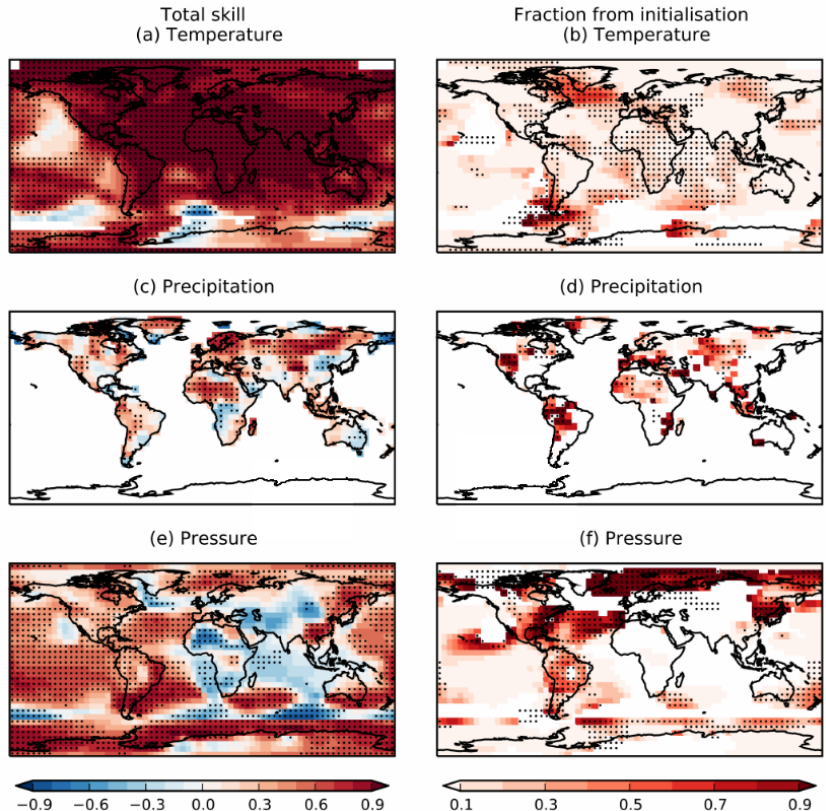 Total skill
(a) Temperature
Fraction from initialisation
(b) Temperature
(c) Precipitation
(d) Precipitation
(e) Pressure
(f) Pressure
−0.9 −0.6 −0.3 0.0 0.3 0.6 0.9
0.1 0.3 0.5 0.7 0.9